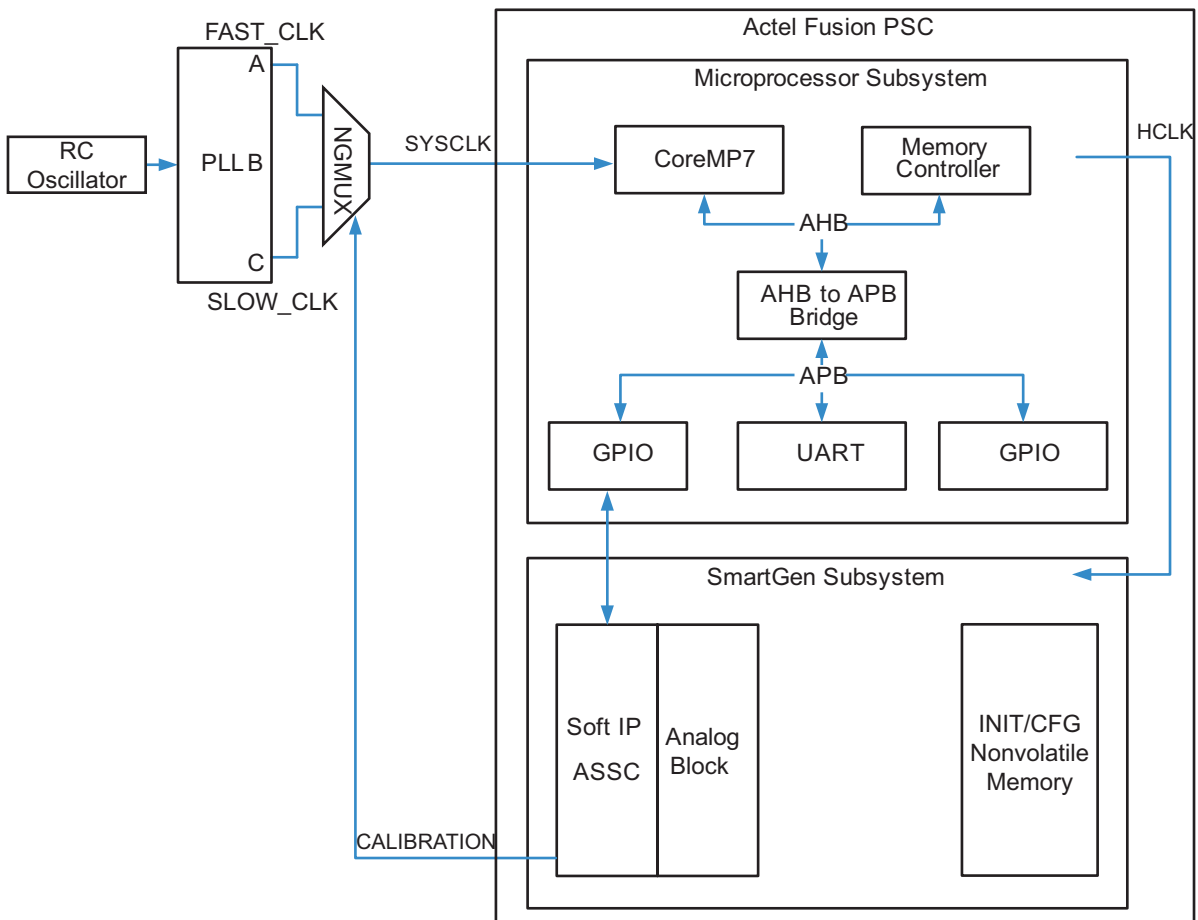 Actel Fusion PSC
FAST_CLK
A
PLL B
C
SLOW_CLK
RC
Oscillator
NGMUX
SYSCLK
HCLK
Microprocessor Subsystem
CoreMP7
Memory
Controller
AHB
AHB to APB
Bridge
APB
GPIO
UART
GPIO
SmartGen Subsystem
Soft IP
ASSC
Analog
Block
INIT/CFG
Nonvolatile
Memory
CALIBRATION